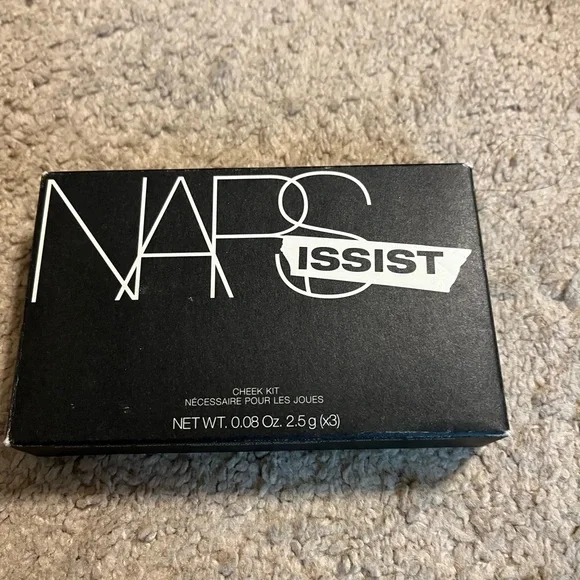 NARS
ISSIST
CHEEK KIT
NÉCESSAIRE POUR LES JOUES
NET WT. 0.08 Oz. 2.5 g (x3)